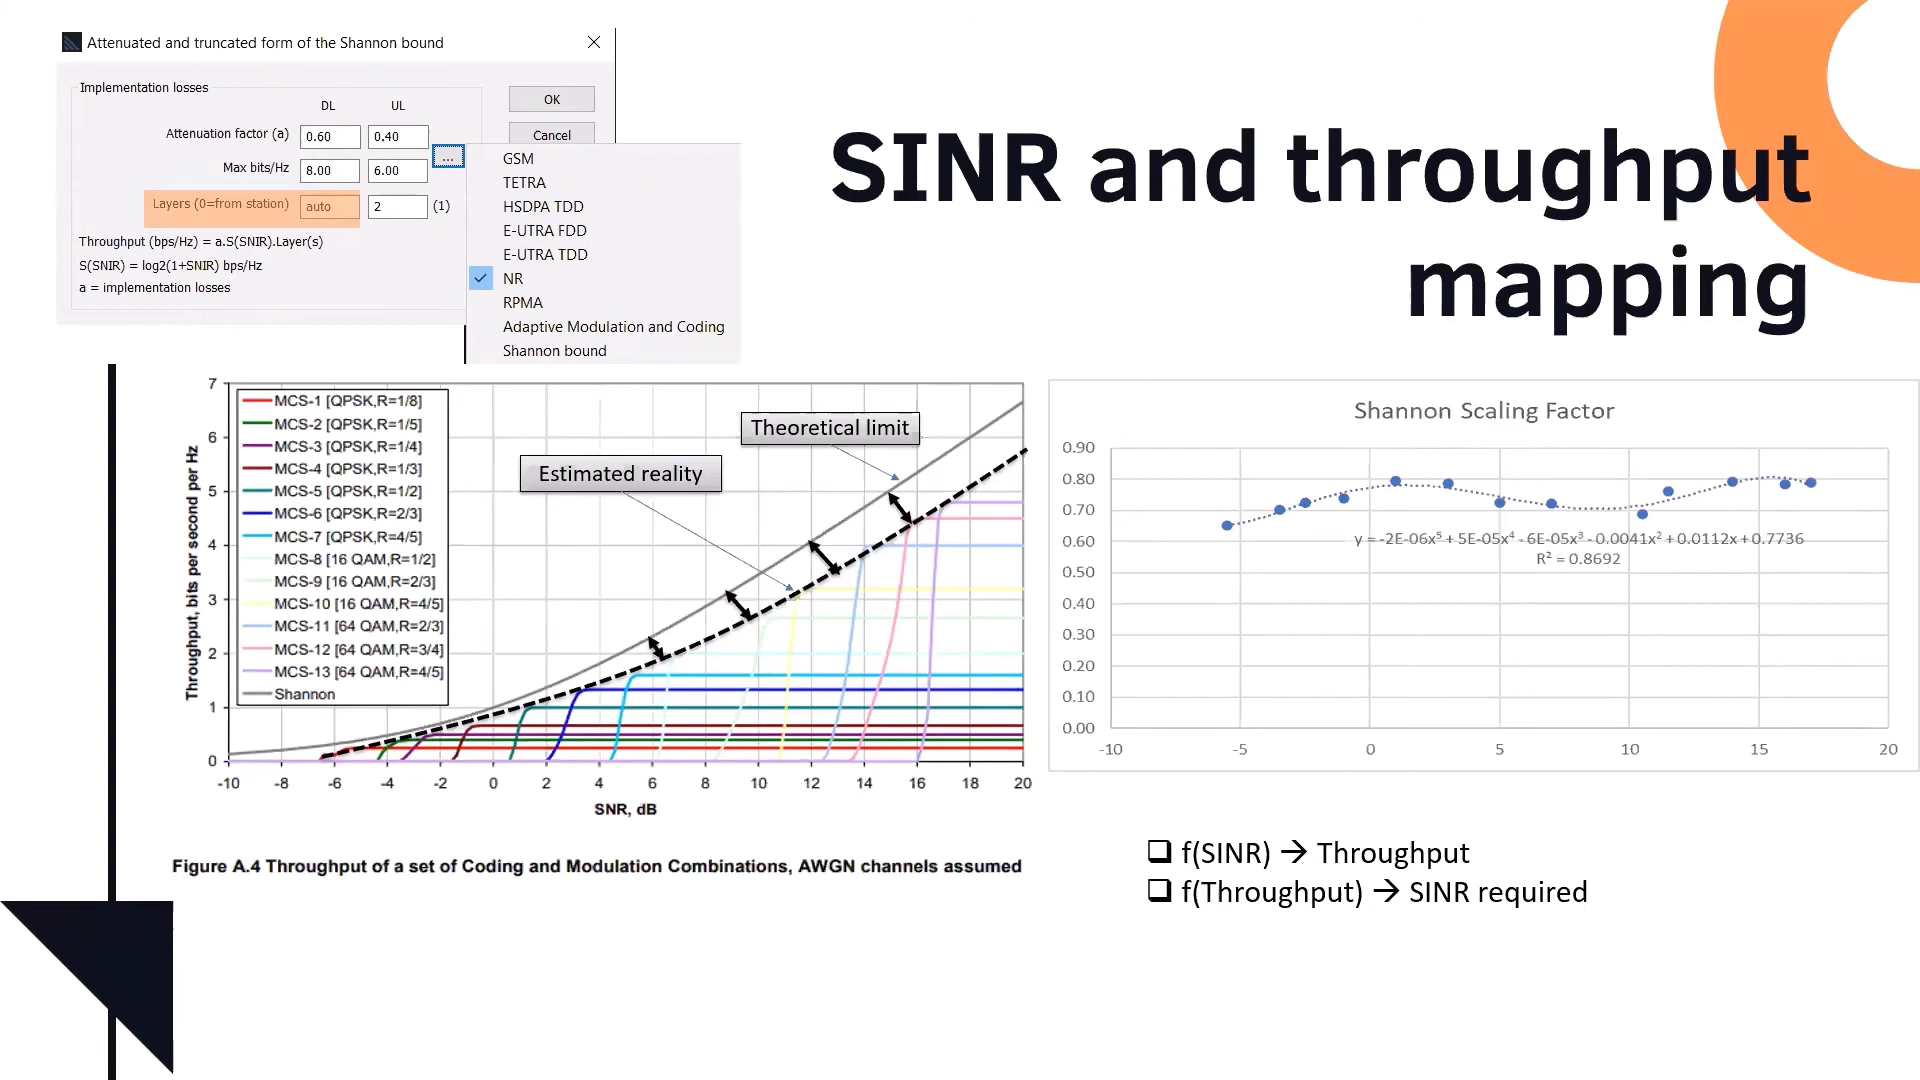 Attenuated and truncated form of the Shannon bound
Implementation losses
DL UL
OK
Attenuation factor (a) 0.60 0.40
Cancel
...
Max bits/Hz 8.00 6.00
Layers (0=from station) auto 2 (1)
Throughput (bps/Hz) = a.S(SNIR).Layer(s)
S(SNIR) = log2(1+SNIR) bps/Hz
a = implementation losses
GSM
TETRA
HSDPA TDD
E-UTRA FDD
E-UTRA TDD
NR
RPMA
Adaptive Modulation and Coding
Shannon bound
SINR and throughput
mapping
7
6
5
4
3
2
1
0
Throughput, bits per second per Hz
MCS-1 [QPSK,R=1/8]
MCS-2 [QPSK,R=1/5]
MCS-3 [QPSK,R=1/4]
MCS-4 [QPSK,R=1/3]
MCS-5 [QPSK,R=1/2]
MCS-6 [QPSK,R=2/3]
MCS-7 [QPSK,R=4/5]
MCS-8 [16 QAM,R=1/2]
MCS-9 [16 QAM,R=2/3]
MCS-10 [16 QAM,R=4/5]
MCS-11 [64 QAM,R=2/3]
MCS-12 [64 QAM,R=3/4]
MCS-13 [64 QAM,R=4/5]
Shannon
Theoretical limit
Estimated reality
-10 -8 -6 -4 -2 0 2 4 6 8 10 12 14 16 18 20
SNR, dB
Figure A.4 Throughput of a set of Coding and Modulation Combinations, AWGN channels assumed
Shannon Scaling Factor
0.90
0.80
0.70
0.60
0.50
0.40
0.30
0.20
0.10
0.00
y = -2E-06x⁵ + 5E-05x⁴ - 6E-05x³ - 0.0041x² + 0.0112x + 0.7736
R² = 0.8692
-10 -5 0 5 10 15 20
❑ f(SINR) → Throughput
❑ f(Throughput) → SINR required